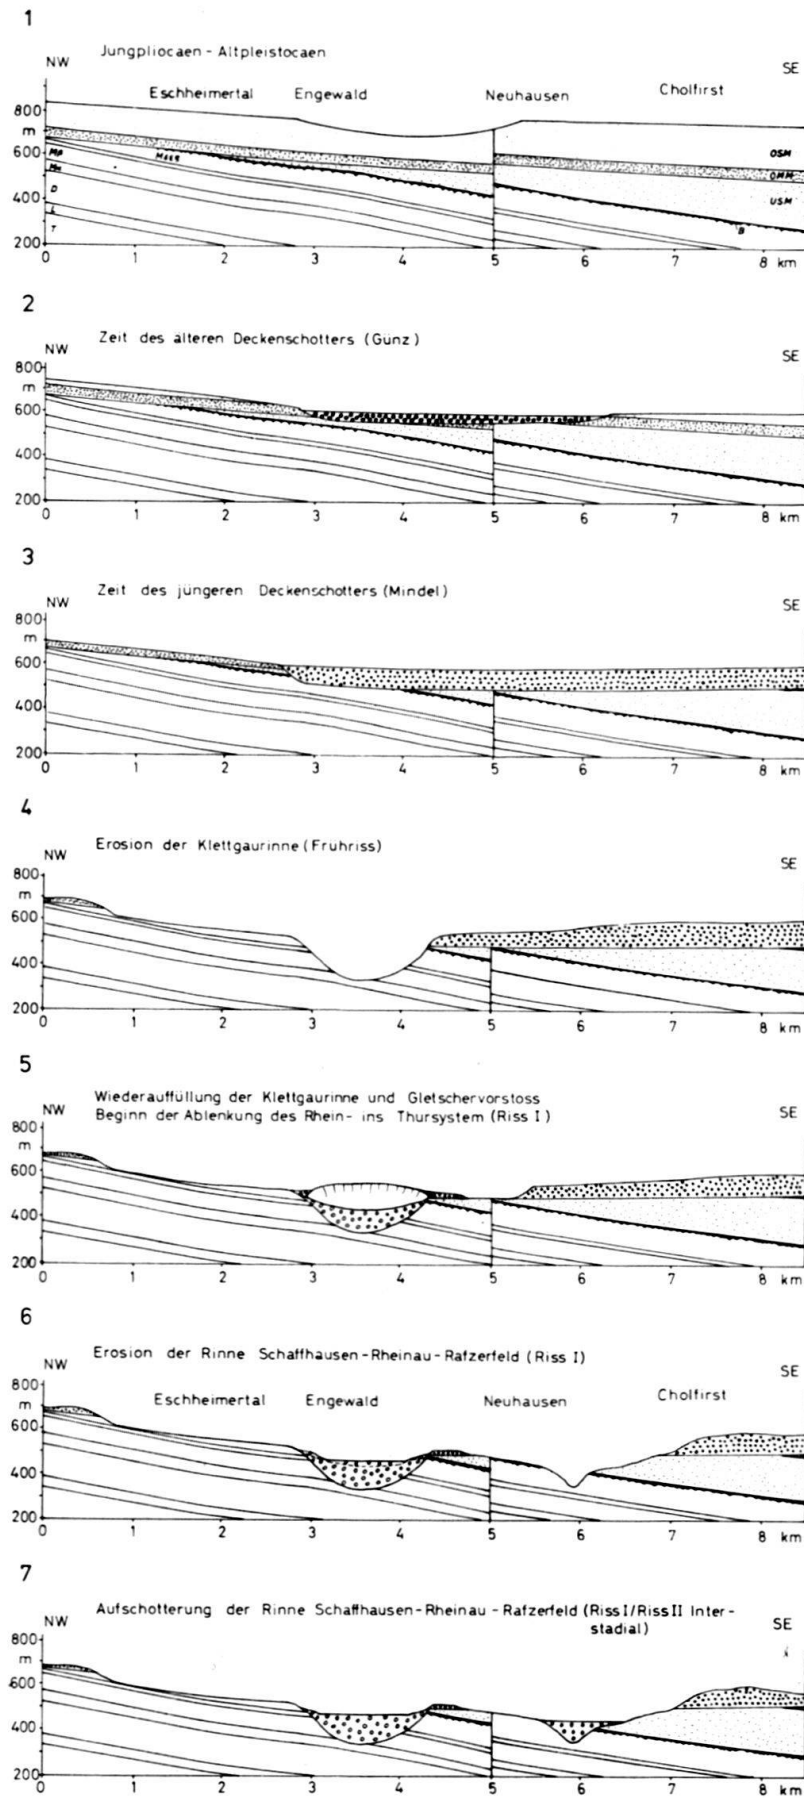 1
Jungpliocaen - Altpleistocaen
NW SE
Eschheimertal Engewald Neuhausen Cholfirst
800
m
600
400
200
OSM
OMM
USM
D
L
T
B
0 1 2 3 4 5 6 7 8 km
2
Zeit des älteren Deckenschotters (Günz)
NW SE
800
m
600
400
200
0 1 2 3 4 5 6 7 8 km
3
Zeit des jüngeren Deckenschotters (Mindel)
NW SE
800
m
600
400
200
0 1 2 3 4 5 6 7 8 km
4
Erosion der Klettgaurinne (Fruhriss)
NW SE
800
m
600
400
200
0 1 2 3 4 5 6 7 8 km
5
Wiederauffüllung der Klettgaurinne und Gletschervorstoss
Beginn der Ablenkung des Rhein- ins Thursystem (Riss I)
NW SE
800
m
600
400
200
0 1 2 3 4 5 6 7 8 km
6
Erosion der Rinne Schaffhausen-Rheinau-Rafzerfeld (Riss I)
NW SE
Eschheimertal Engewald Neuhausen Cholfirst
800
m
600
400
200
0 1 2 3 4 5 6 7 8 km
7
Aufschotterung der Rinne Schaffhausen-Rheinau - Rafzerfeld (Riss I/Riss II Inter-
stadial)
NW SE
800
m
600
400
200
0 1 2 3 4 5 6 7 8 km